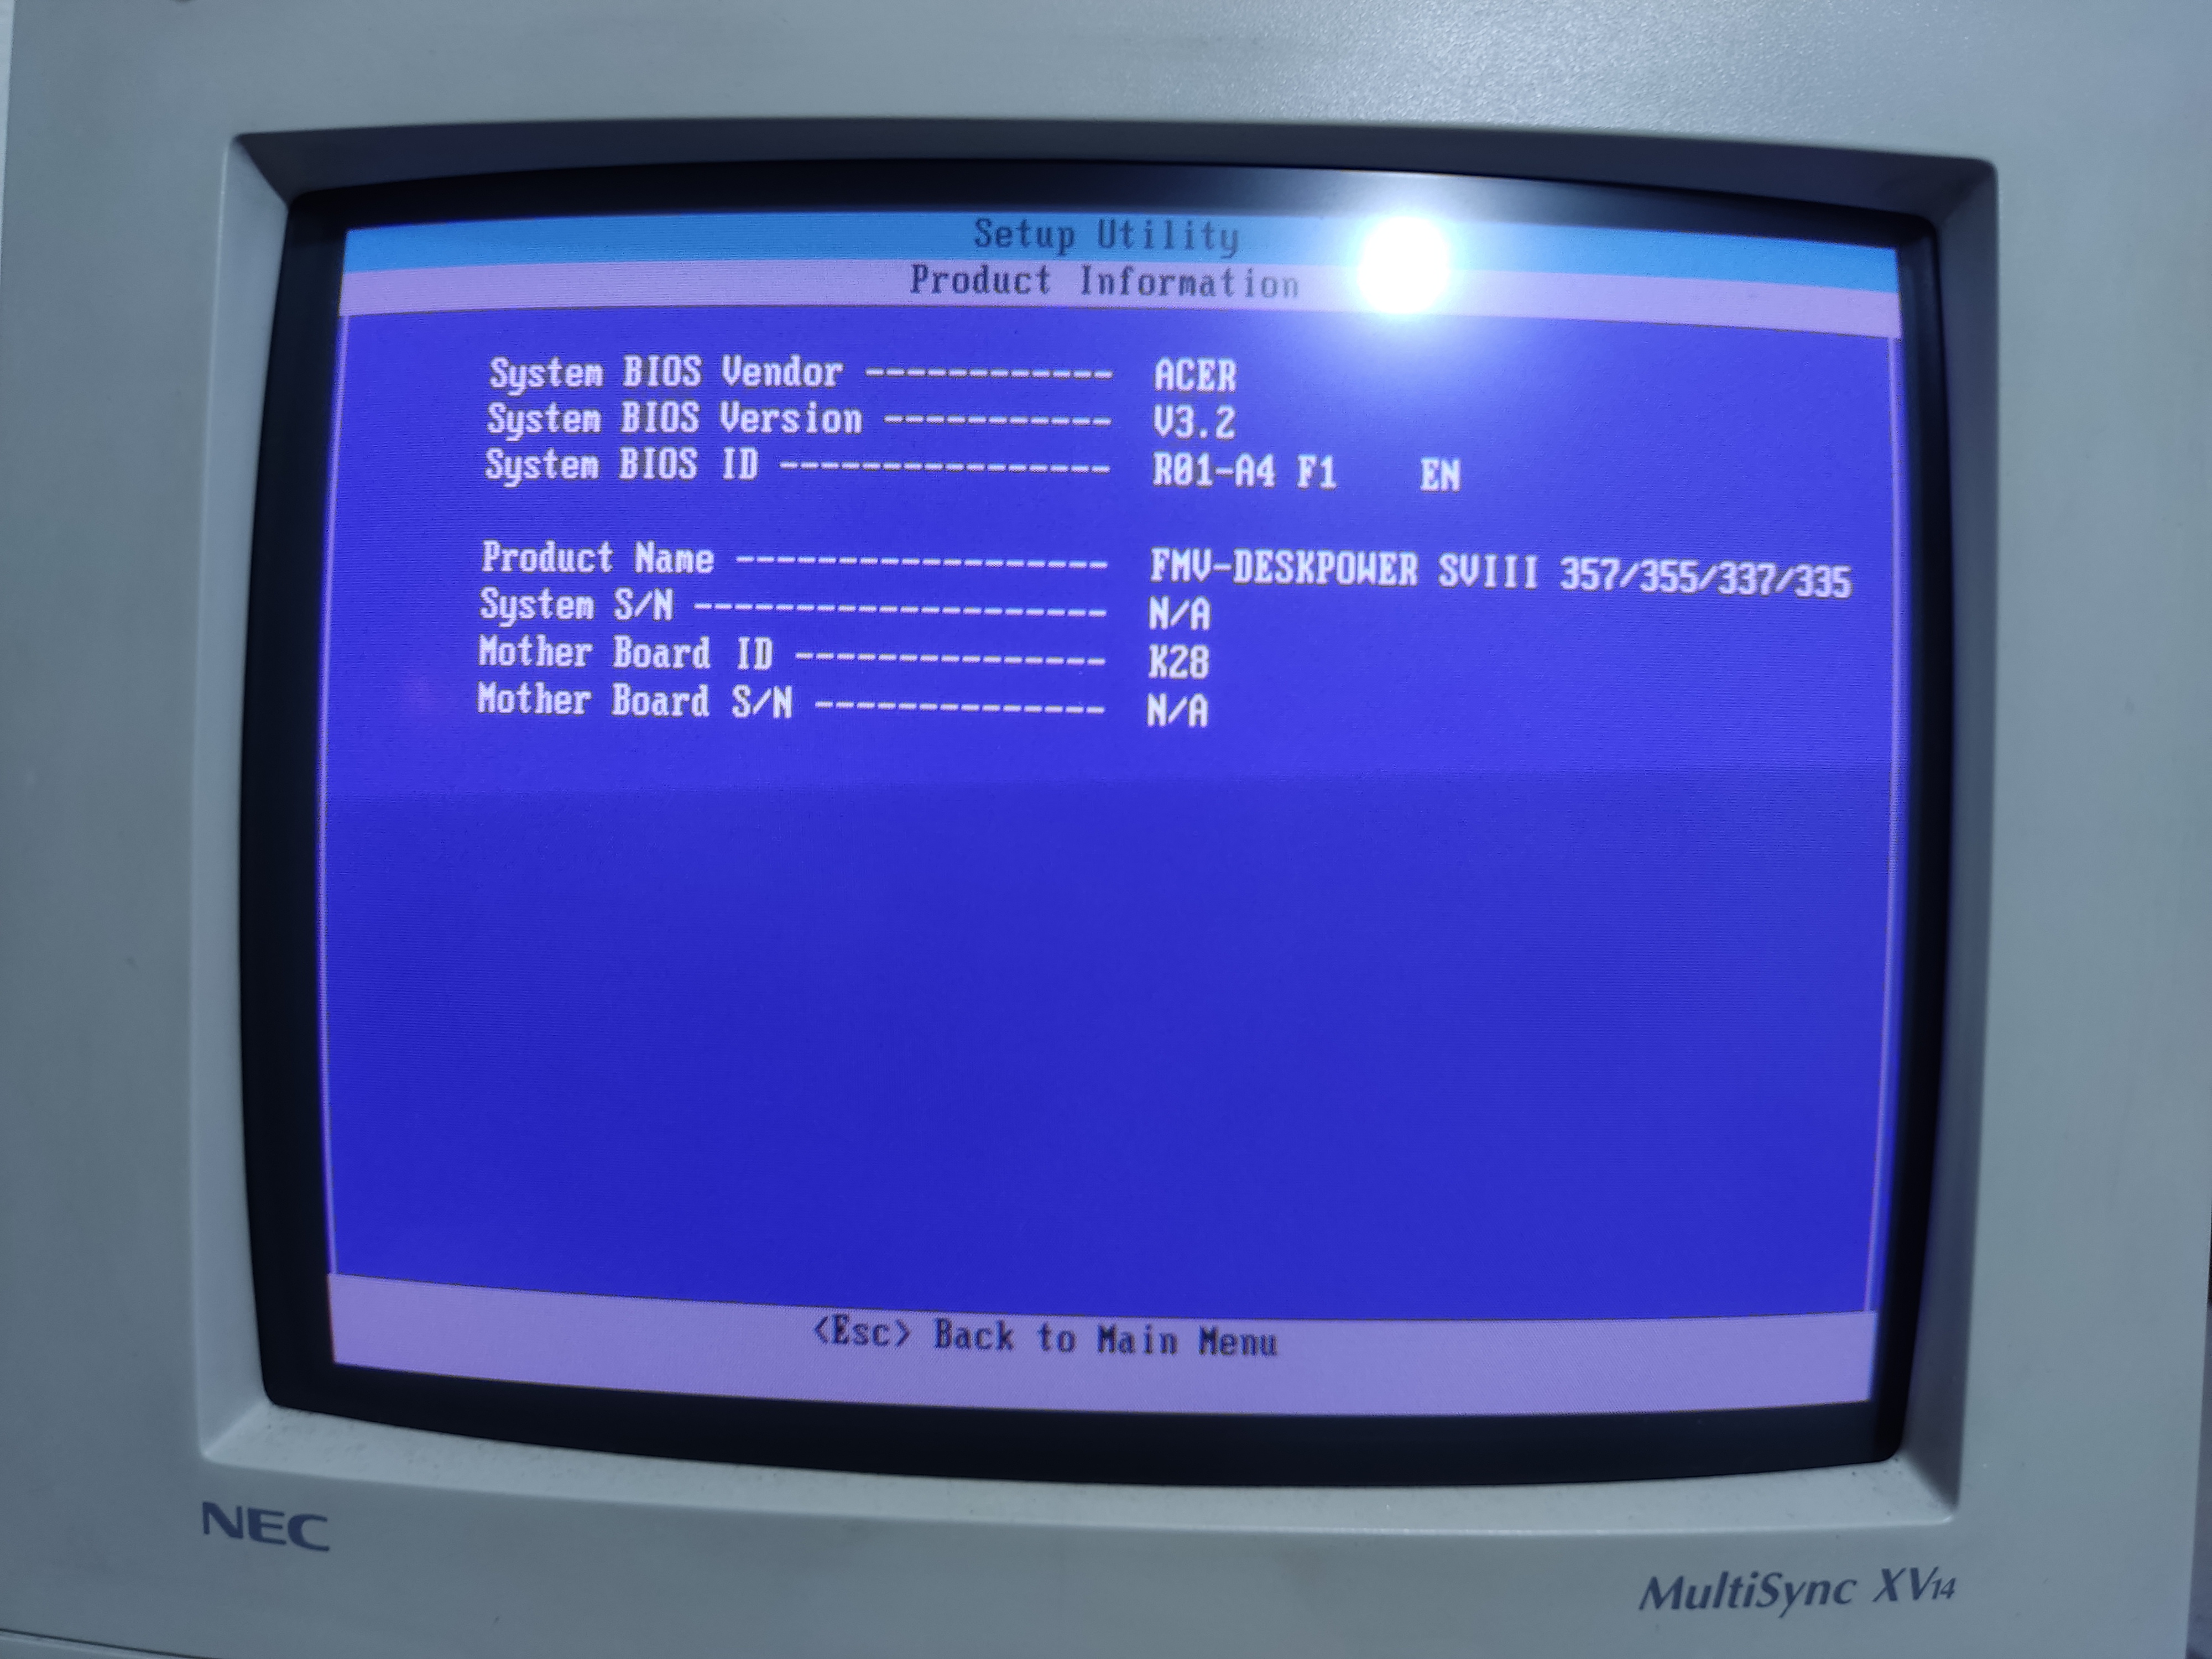 Setup Utility
Product Information
System BIOS Vendor ------------ ACER
System BIOS Version ----------- V3.2
System BIOS ID ---------------- R01-A4 F1 EN
Product Name ------------------ FMV-DESKPOWER SVIII 357/355/337/335
System S/N -------------------- N/A
Mother Board ID --------------- K28
Mother Board S/N -------------- N/A
<Esc> Back to Main Menu
NEC
MultiSync XV14